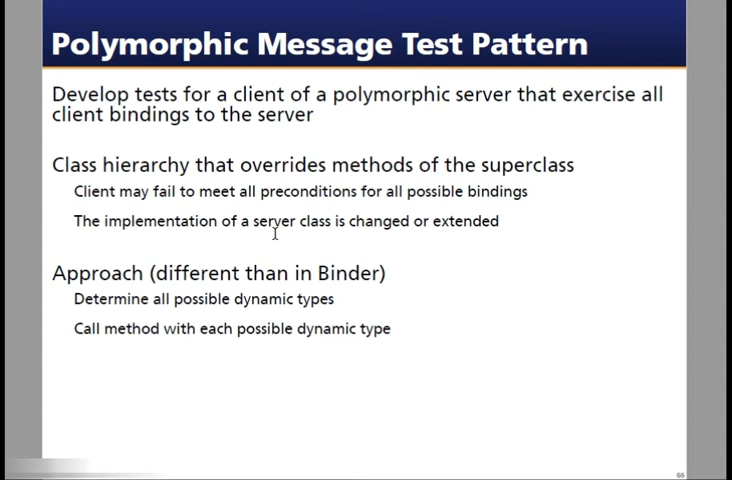 Polymorphic Message Test Pattern
Develop tests for a client of a polymorphic server that exercise all
client bindings to the server
Class hierarchy that overrides methods of the superclass
Client may fail to meet all preconditions for all possible bindings
The implementation of a server class is changed or extended
Approach (different than in Binder)
Determine all possible dynamic types
Call method with each possible dynamic type
66